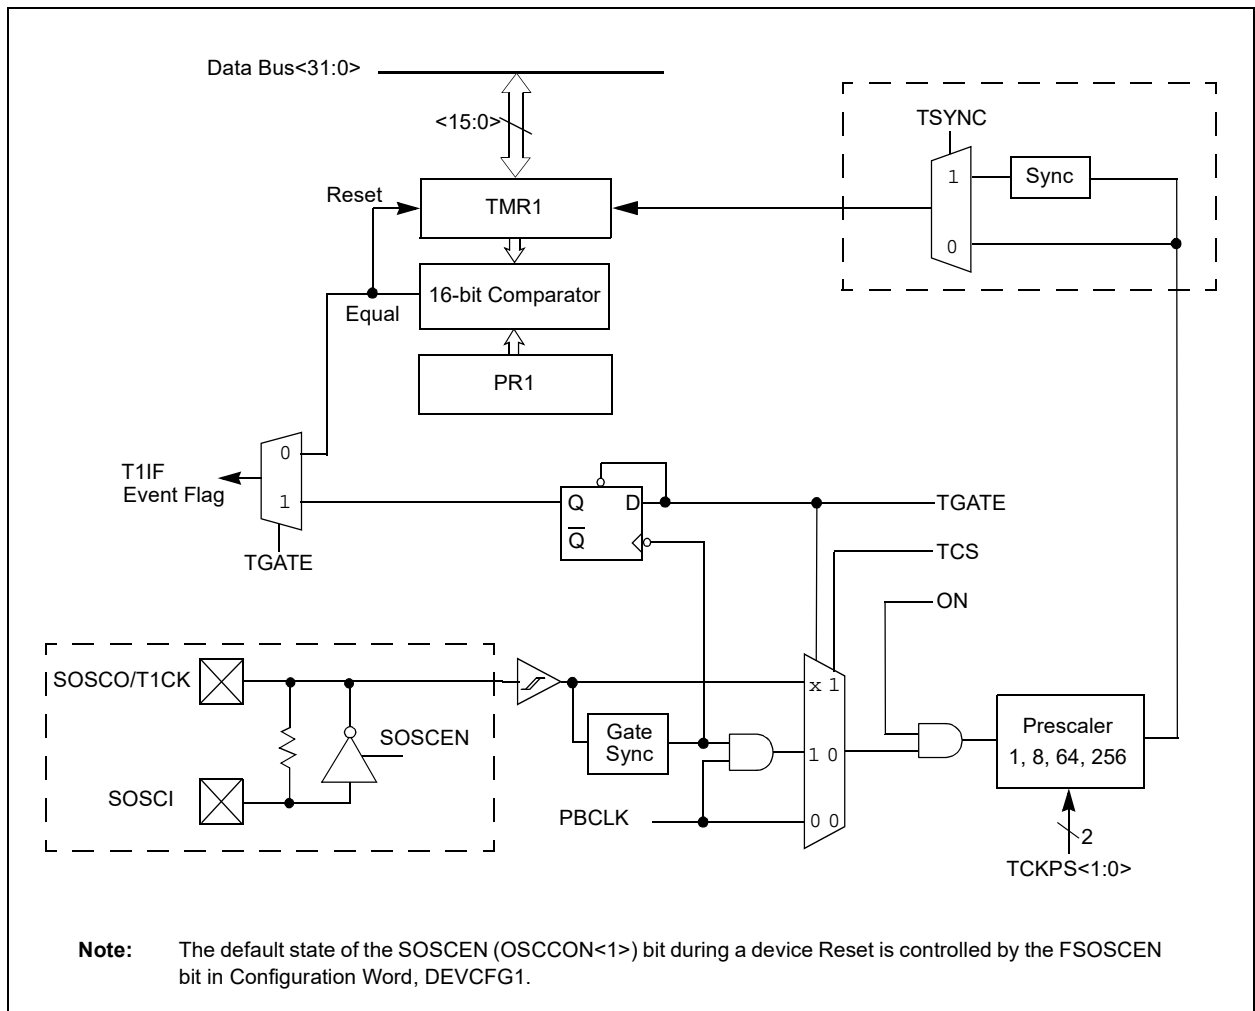 Data Bus<31:0>
<15:0>
TSYNC
Reset
TMR1
1
Sync
0
16-bit Comparator
Equal
PR1
0
T1IF
Event Flag
1
Q
D
TGATE
Q
TGATE
TCS
ON
SOSCO/T1CK
x 1
SOSCEN
Gate
Sync
1 0
Prescaler
1, 8, 64, 256
SOSCI
PBCLK
0 0
2
TCKPS<1:0>
Note: The default state of the SOSCEN (OSCCON<1>) bit during a device Reset is controlled by the FSOSCEN
bit in Configuration Word, DEVCFG1.